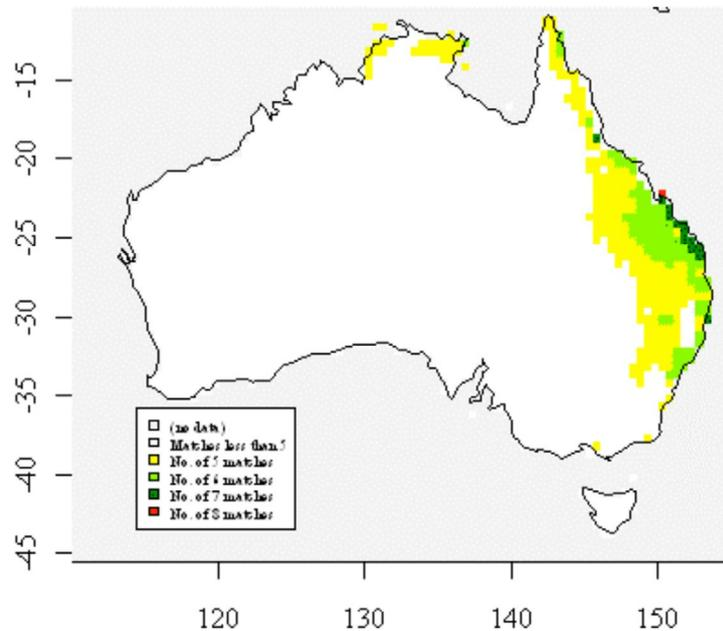 -15
-20
-25
-30
-35
-40
-45
(no data)
Matches less than 5
No. of 5 matches
No. of 6 matches
No. of 7 matches
No. of 8 matches
120 130 140 150